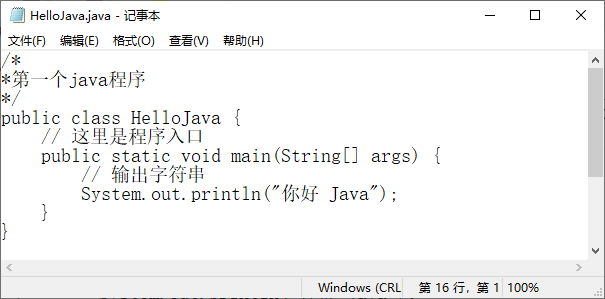 HelloJava.java - 记事本
文件(F) 编辑(E) 格式(O) 查看(V) 帮助(H)
/*
*第一个java程序
*/
public class HelloJava {
    // 这里是程序入口
    public static void main(String[] args) {
        // 输出字符串
        System.out.println("你好 Java");
    }
}
Windows (CRL 第 16 行，第 1 100%